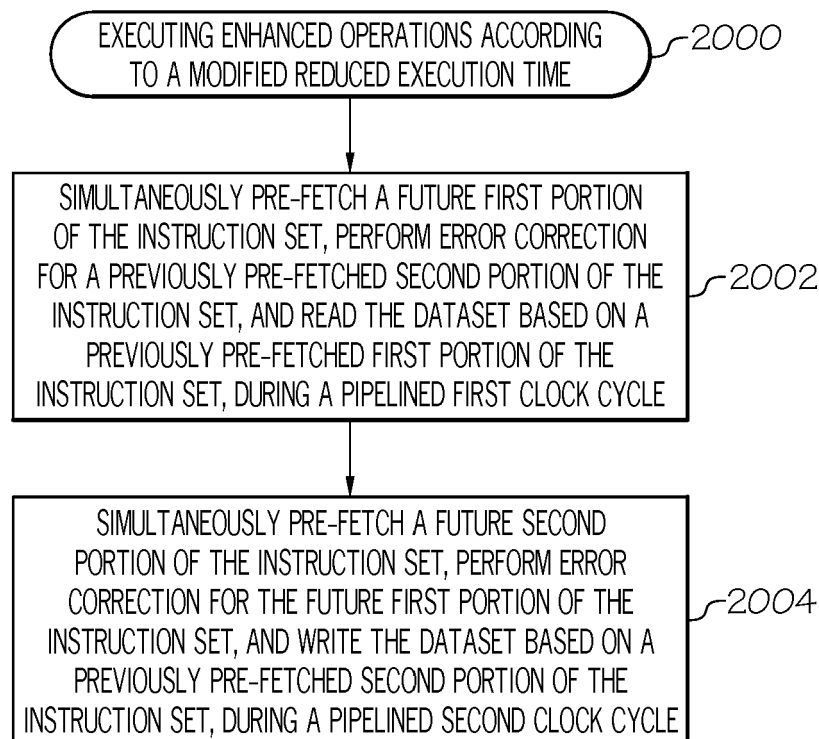 EXECUTING ENHANCED OPERATIONS ACCORDING
TO A MODIFIED REDUCED EXECUTION TIME
2000
SIMULTANEOUSLY PRE-FETCH A FUTURE FIRST PORTION
OF THE INSTRUCTION SET, PERFORM ERROR CORRECTION
FOR A PREVIOUSLY PRE-FETCHED SECOND PORTION OF THE
INSTRUCTION SET, AND READ THE DATASET BASED ON A
PREVIOUSLY PRE-FETCHED FIRST PORTION OF THE
INSTRUCTION SET, DURING A PIPELINED FIRST CLOCK CYCLE
2002
SIMULTANEOUSLY PRE-FETCH A FUTURE SECOND
PORTION OF THE INSTRUCTION SET, PERFORM ERROR
CORRECTION FOR THE FUTURE FIRST PORTION OF THE
INSTRUCTION SET, AND WRITE THE DATASET BASED ON A
PREVIOUSLY PRE-FETCHED SECOND PORTION OF THE
INSTRUCTION SET, DURING A PIPELINED SECOND CLOCK CYCLE
2004